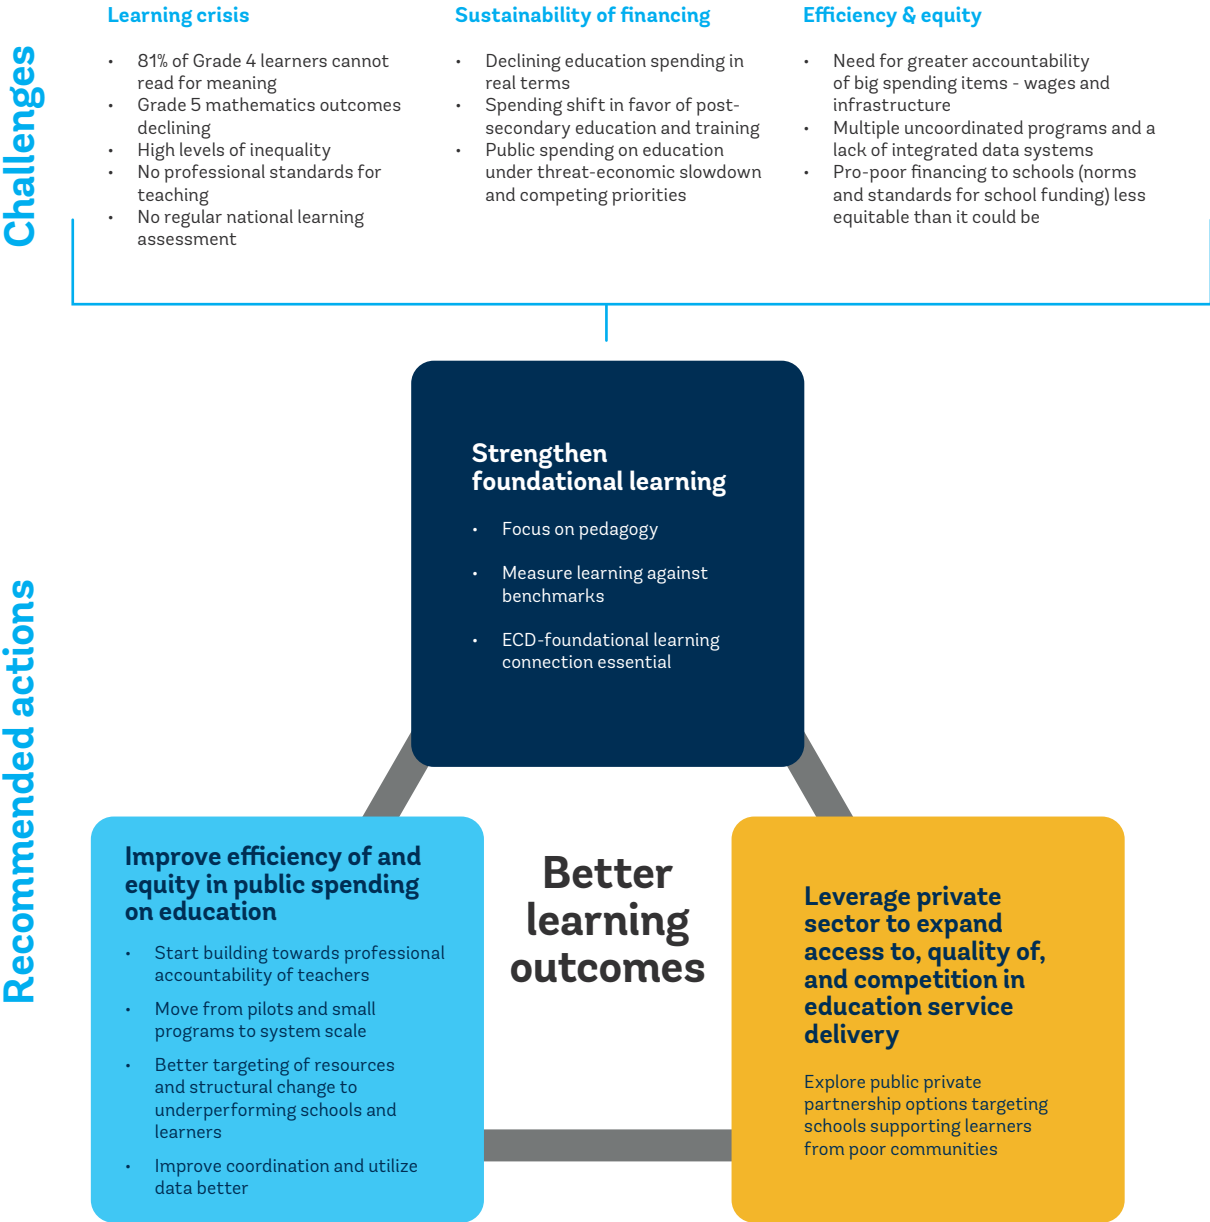 Challenges
Learning crisis
• 81% of Grade 4 learners cannot
read for meaning
• Grade 5 mathematics outcomes
declining
• High levels of inequality
• No professional standards for
teaching
• No regular national learning
assessment
Sustainability of financing
• Declining education spending in
real terms
• Spending shift in favor of post-
secondary education and training
• Public spending on education
under threat-economic slowdown
and competing priorities
Efficiency & equity
• Need for greater accountability
of big spending items - wages and
infrastructure
• Multiple uncoordinated programs and a
lack of integrated data systems
• Pro-poor financing to schools (norms
and standards for school funding) less
equitable than it could be
Recommended actions
Strengthen
foundational learning
• Focus on pedagogy
• Measure learning against
benchmarks
• ECD-foundational learning
connection essential
Improve efficiency of and
equity in public spending
on education
• Start building towards professional
accountability of teachers
• Move from pilots and small
programs to system scale
• Better targeting of resources
and structural change to
underperforming schools and
learners
• Improve coordination and utilize
data better
Better
learning
outcomes
Leverage private
sector to expand
access to, quality of,
and competition in
education service
delivery
Explore public private
partnership options targeting
schools supporting learners
from poor communities